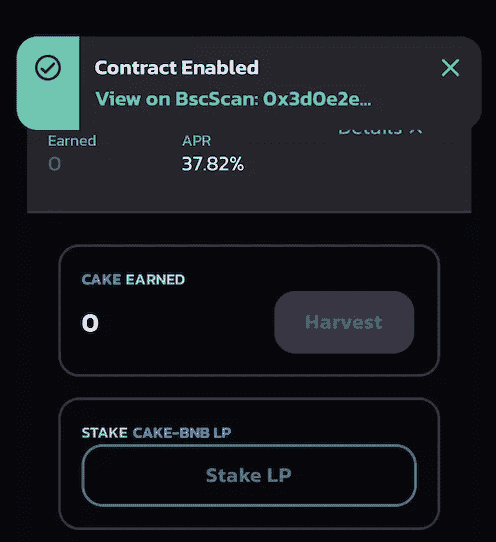 Contract Enabled
View on BscScan: 0x3d0e2e...
Details
Earned
APR
0
37.82%
CAKE EARNED
0
Harvest
STAKE CAKE-BNB LP
Stake LP